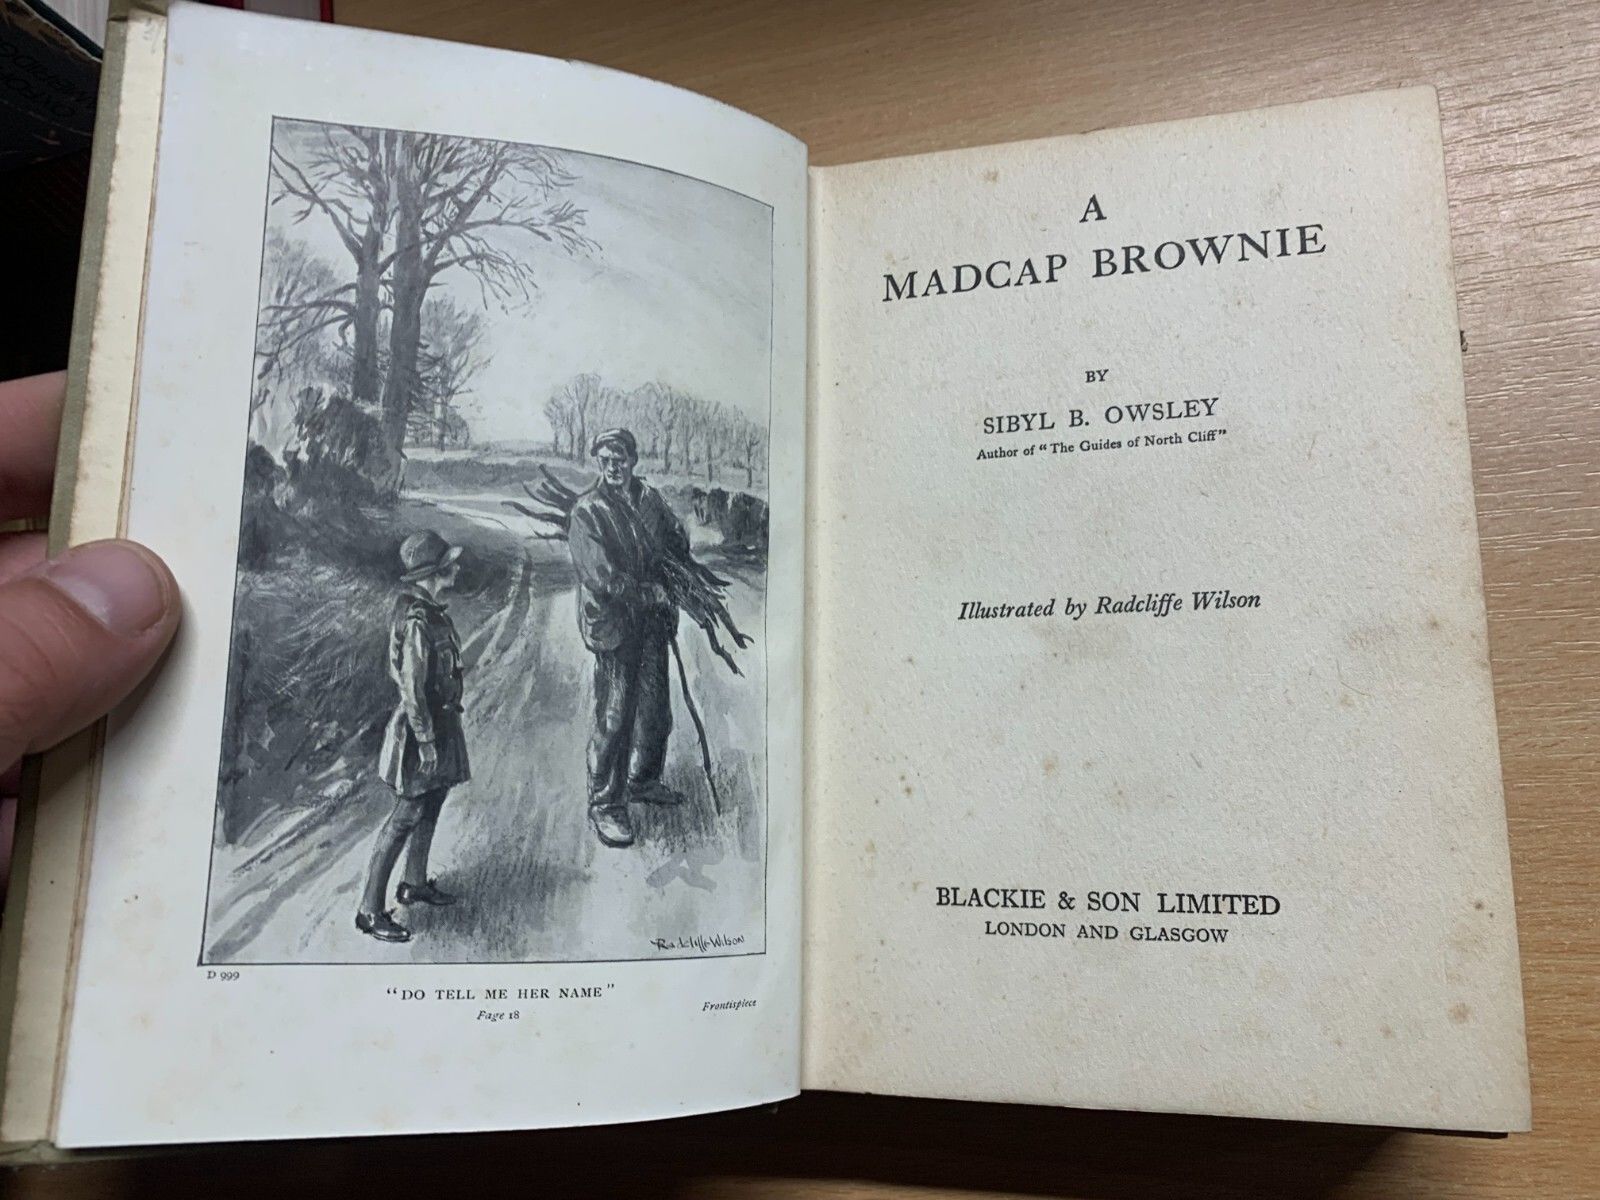 Radcliffe Wilson
D 999
"DO TELL ME HER NAME"
Page 18
Frontispiece
A
MADCAP BROWNIE
BY
SIBYL B. OWSLEY
Author of "The Guides of North Cliff"
Illustrated by Radcliffe Wilson
BLACKIE & SON LIMITED
LONDON AND GLASGOW